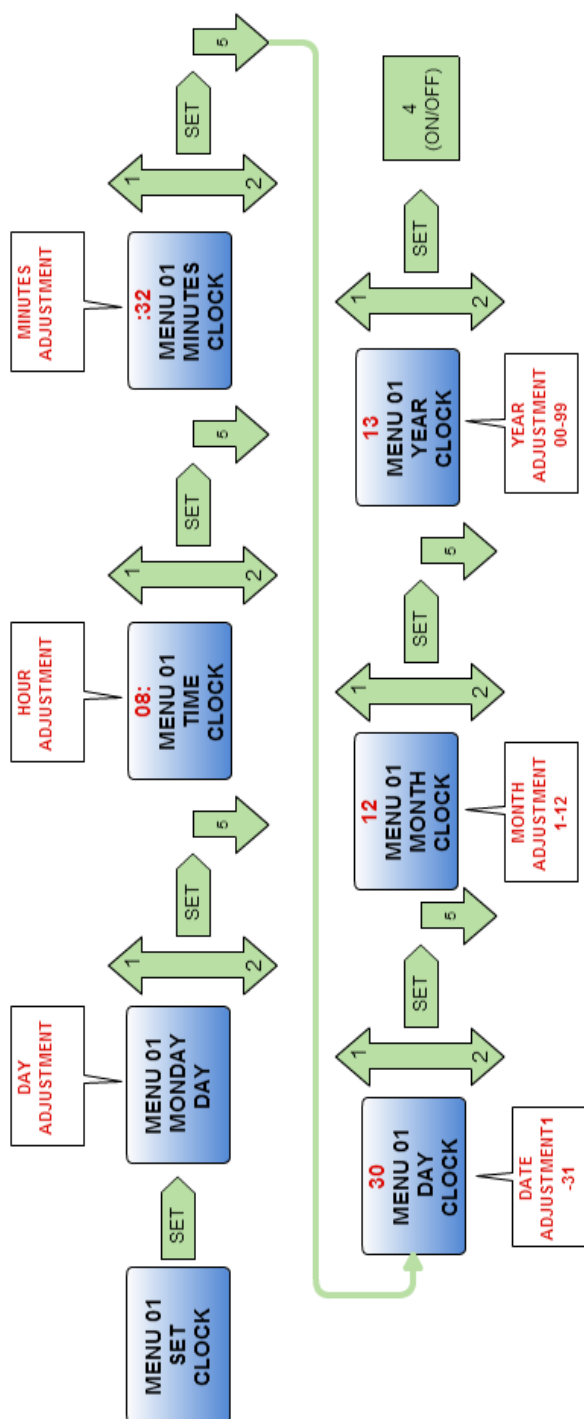 MENU 01
SET
CLOCK
SET
DAY
ADJUSTMENT
MENU 01
MONDAY
DAY
1
2
SET
5
HOUR
ADJUSTMENT
08:
MENU 01
TIME
CLOCK
1
2
SET
5
MINUTES
ADJUSTMENT
:32
MENU 01
MINUTES
CLOCK
1
2
SET
5
30
MENU 01
DAY
CLOCK
DATE
ADJUSTMENT1
-31
1
2
SET
5
12
MENU 01
MONTH
CLOCK
MONTH
ADJUSTMENT
1-12
1
2
SET
5
13
MENU 01
YEAR
CLOCK
YEAR
ADJUSTMENT
00-99
1
2
SET
4
(ON/OFF)